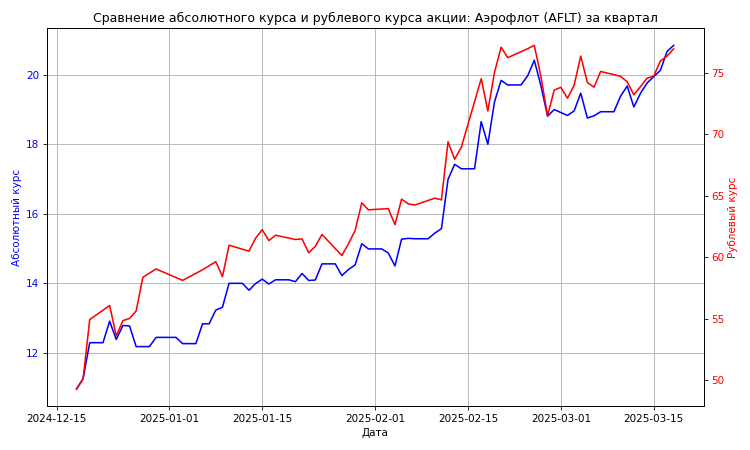 Сравнение абсолютного курса и рублевого курса акции: Аэрофлот (AFLT) за квартал
20
18
16
14
12
Абсолютный курс
75
70
65
60
55
50
Рублевый курс
2024-12-15 2025-01-01 2025-01-15 2025-02-01 2025-02-15 2025-03-01 2025-03-15
Дата